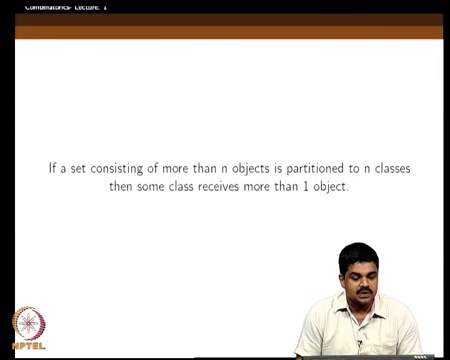 Combinatorics- Lecture: 1
If a set consisting of more than n objects is partitioned to n classes
then some class receives more than 1 object.
NPTEL